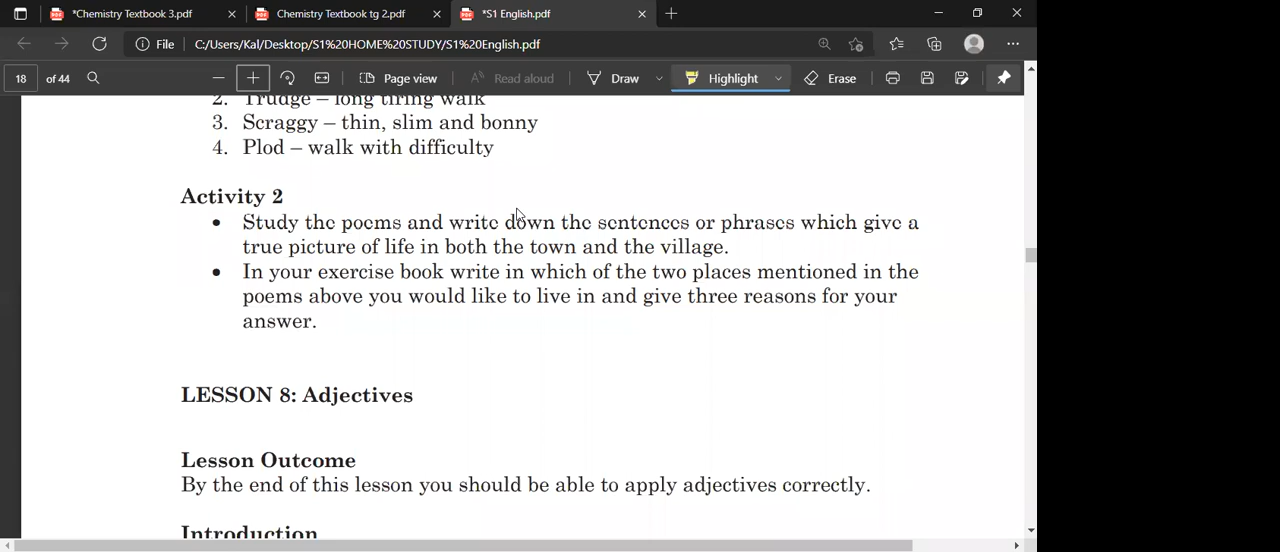 *Chemistry Textbook 3.pdf
Chemistry Textbook tg 2.pdf
*S1 English.pdf
File
C:/Users/Kal/Desktop/S1%20HOME%20STUDY/S1%20English.pdf
18 of 44
Page view
Read aloud
Draw
Highlight
Erase
2. Trudge – long tiring walk
3. Scraggy – thin, slim and bonny
4. Plod – walk with difficulty
Activity 2
• Study the poems and write down the sentences or phrases which give a
true picture of life in both the town and the village.
• In your exercise book write in which of the two places mentioned in the
poems above you would like to live in and give three reasons for your
answer.
LESSON 8: Adjectives
Lesson Outcome
By the end of this lesson you should be able to apply adjectives correctly.
Introduction